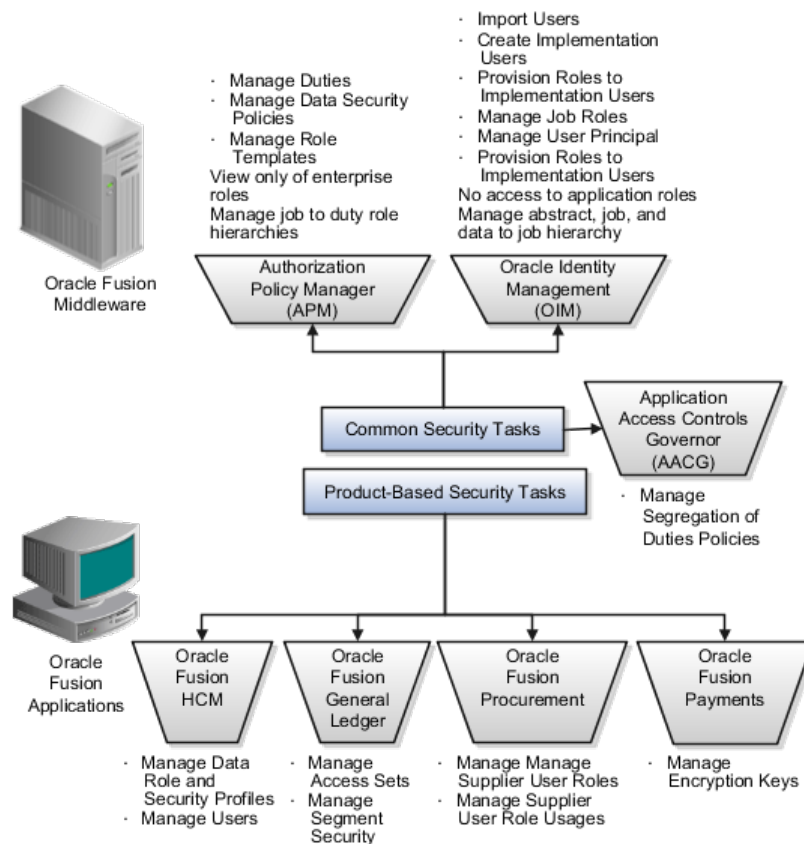 · Import Users
· Create Implementation
Users
· Provision Roles to
Implementation Users
· Manage Job Roles
· Manage User Principal
· Provision Roles to
Implementation Users
No access to application roles
Manage abstract, job, and
data to job hierarchy
· Manage Duties
· Manage Data Security
Policies
· Manage Role
Templates
View only of enterprise
roles
Manage job to duty role
hierarchies
Oracle Fusion
Middleware
Authorization
Policy Manager
(APM)
Oracle Identity
Management
(OIM)
Common Security Tasks
Application
Access Controls
Governor
(AACG)
Product-Based Security Tasks
· Manage
Segregation of
Duties Policies
Oracle
Fusion
Applications
Oracle
Fusion
HCM
Oracle
Fusion
General
Ledger
Oracle
Fusion
Procurement
Oracle
Fusion
Payments
· Manage Data
Role and
Security Profiles
· Manage Users
· Manage
Access Sets
· Manage
Segment
Security
· Manage Manage
Supplier User Roles
· Manage Supplier
User Role Usages
· Manage
Encryption Keys